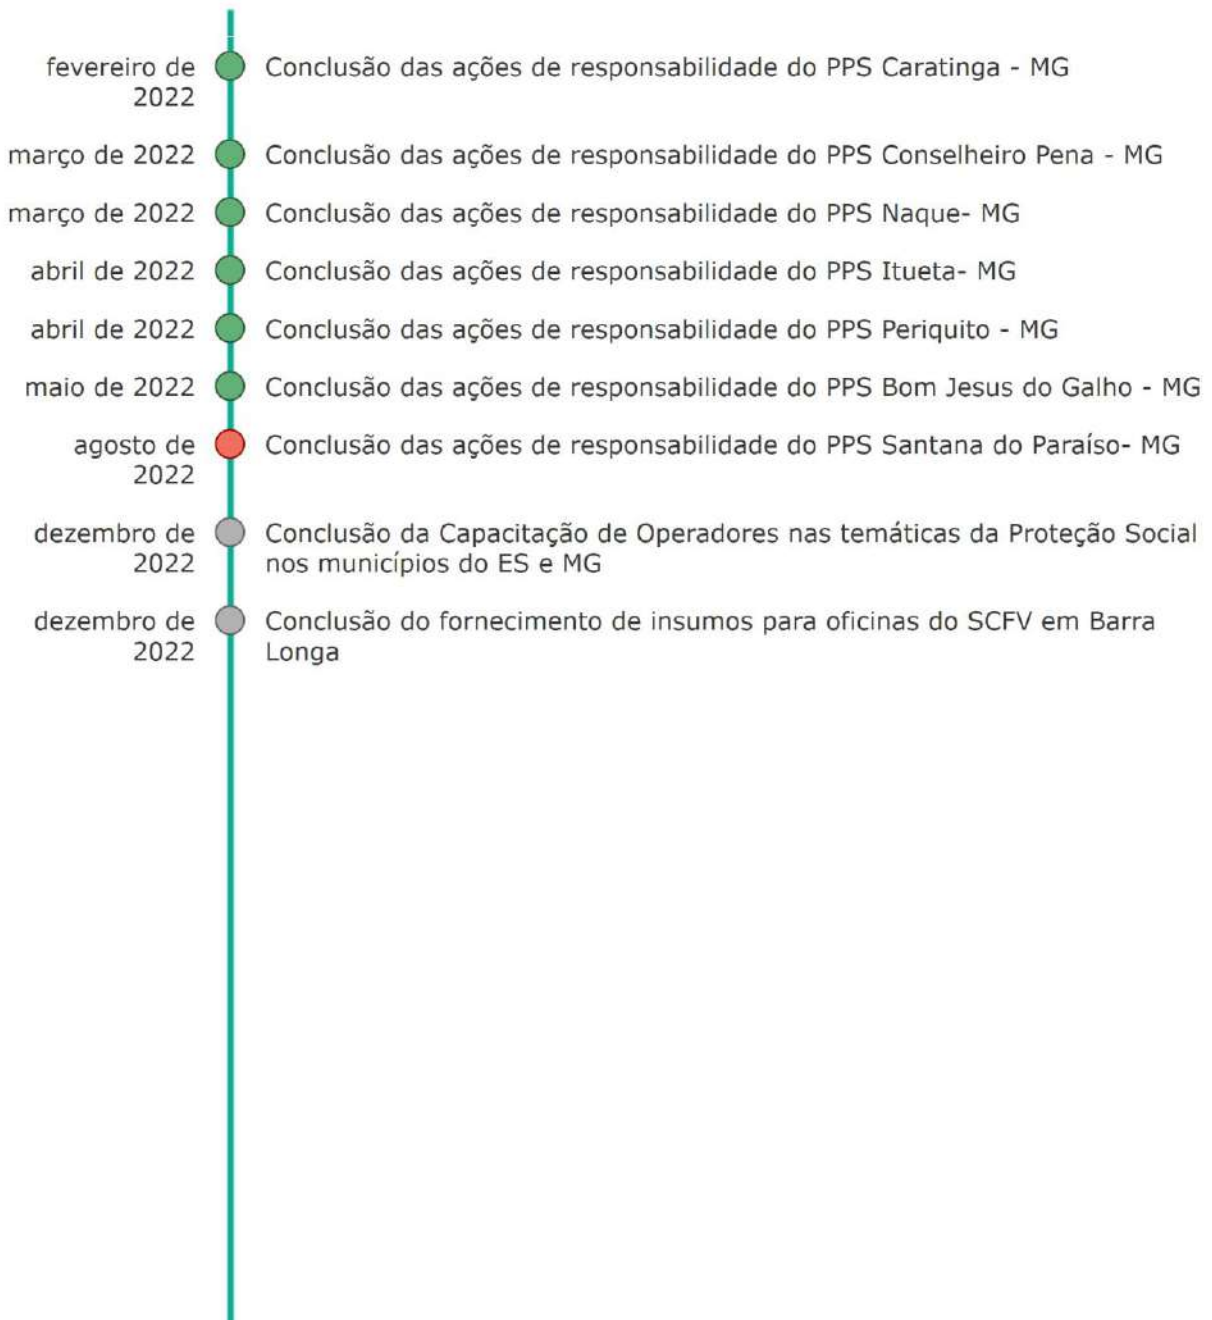 fevereiro de
2022
Conclusão das ações de responsabilidade do PPS Caratinga - MG
março de 2022
Conclusão das ações de responsabilidade do PPS Conselheiro Pena - MG
março de 2022
Conclusão das ações de responsabilidade do PPS Naque- MG
abril de 2022
Conclusão das ações de responsabilidade do PPS Itueta- MG
abril de 2022
Conclusão das ações de responsabilidade do PPS Periquito - MG
maio de 2022
Conclusão das ações de responsabilidade do PPS Bom Jesus do Galho - MG
agosto de
2022
Conclusão das ações de responsabilidade do PPS Santana do Paraíso- MG
dezembro de
2022
Conclusão da Capacitação de Operadores nas temáticas da Proteção Social
nos municípios do ES e MG
dezembro de
2022
Conclusão do fornecimento de insumos para oficinas do SCFV em Barra
Longa